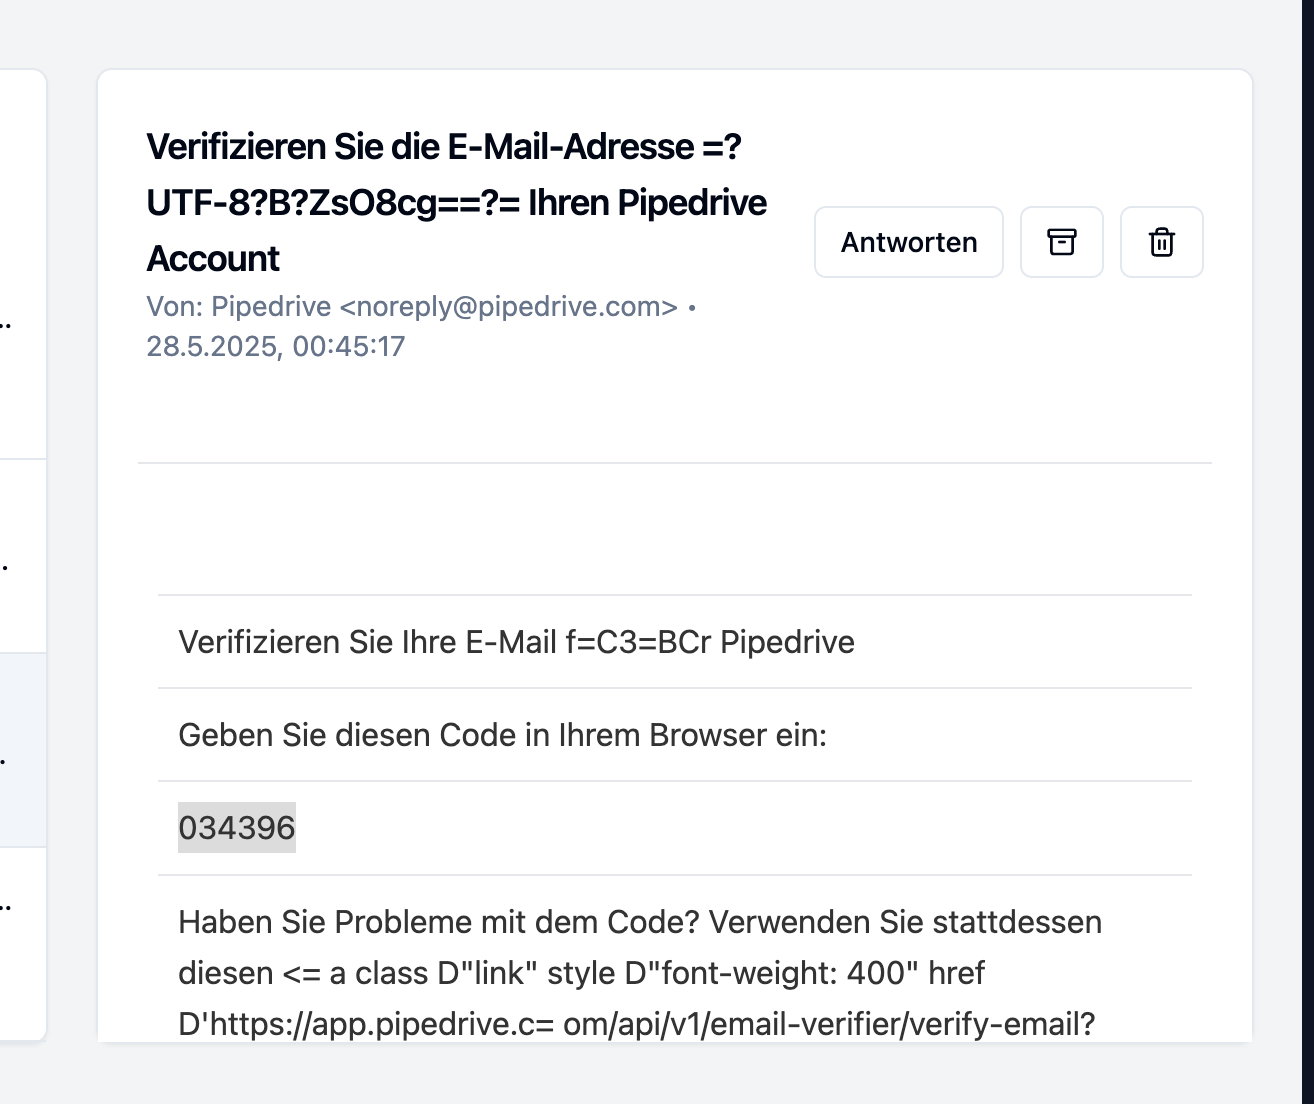 Verifizieren Sie die E-Mail-Adresse =?
UTF-8?B?ZsO8cg==?= Ihren Pipedrive
Account
Antworten
Von: Pipedrive <noreply@pipedrive.com> •
28.5.2025, 00:45:17
..
.
.
..
Verifizieren Sie Ihre E-Mail f=C3=BCr Pipedrive
Geben Sie diesen Code in Ihrem Browser ein:
034396
Haben Sie Probleme mit dem Code? Verwenden Sie stattdessen
diesen <= a class D"link" style D"font-weight: 400" href
D'https://app.pipedrive.c= om/api/v1/email-verifier/verify-email?